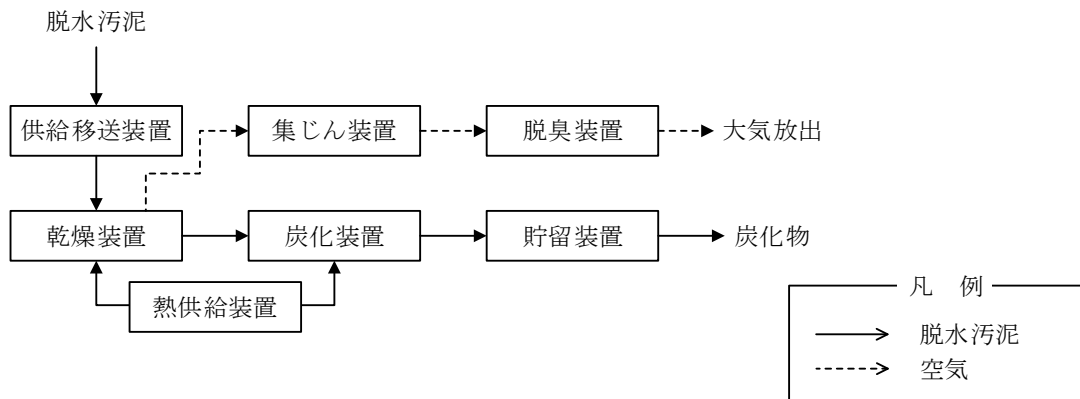 脱水汚泥
供給移送装置
集じん装置
脱臭装置
大気放出
乾燥装置
炭化装置
貯留装置
炭化物
熱供給装置
凡　例
脱水汚泥
空気